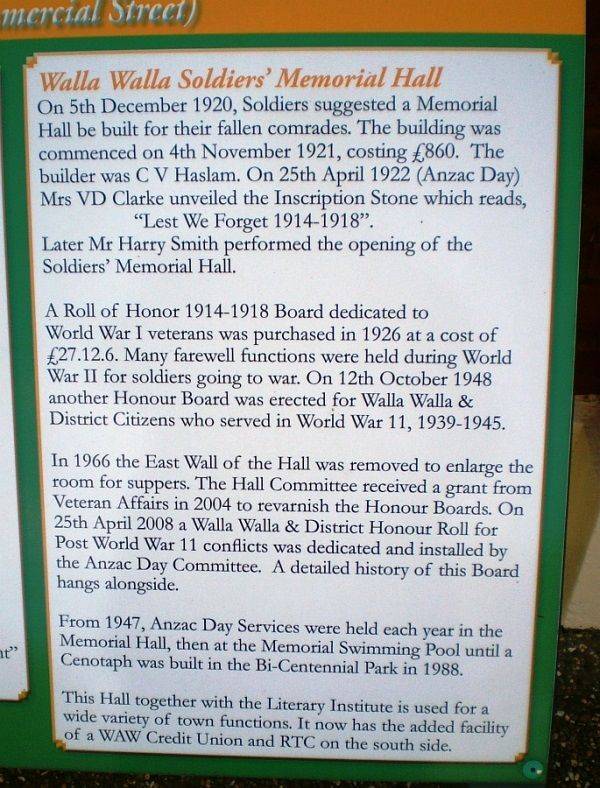 mercial Street)
Walla Walla Soldiers' Memorial Hall
On 5th December 1920, Soldiers suggested a Memorial
Hall be built for their fallen comrades. The building was
commenced on 4th November 1921, costing £860. The
builder was C V Haslam. On 25th April 1922 (Anzac Day)
Mrs VD Clarke unveiled the Inscription Stone which reads,
“Lest We Forget 1914-1918”.
Later Mr Harry Smith performed the opening of the
Soldiers' Memorial Hall.
A Roll of Honor 1914-1918 Board dedicated to
World War I veterans was purchased in 1926 at a cost of
£27.12.6. Many farewell functions were held during World
War II for soldiers going to war. On 12th October 1948
another Honour Board was erected for Walla Walla &
District Citizens who served in World War 11, 1939-1945.
In 1966 the East Wall of the Hall was removed to enlarge the
room for suppers. The Hall Committee received a grant from
Veteran Affairs in 2004 to revarnish the Honour Boards. On
25th April 2008 a Walla Walla & District Honour Roll for
Post World War 11 conflicts was dedicated and installed by
the Anzac Day Committee. A detailed history of this Board
hangs alongside.
From 1947, Anzac Day Services were held each year in the
Memorial Hall, then at the Memorial Swimming Pool until a
Cenotaph was built in the Bi-Centennial Park in 1988.
This Hall together with the Literary Institute is used for a
wide variety of town functions. It now has the added facility
of a WAW Credit Union and RTC on the south side.